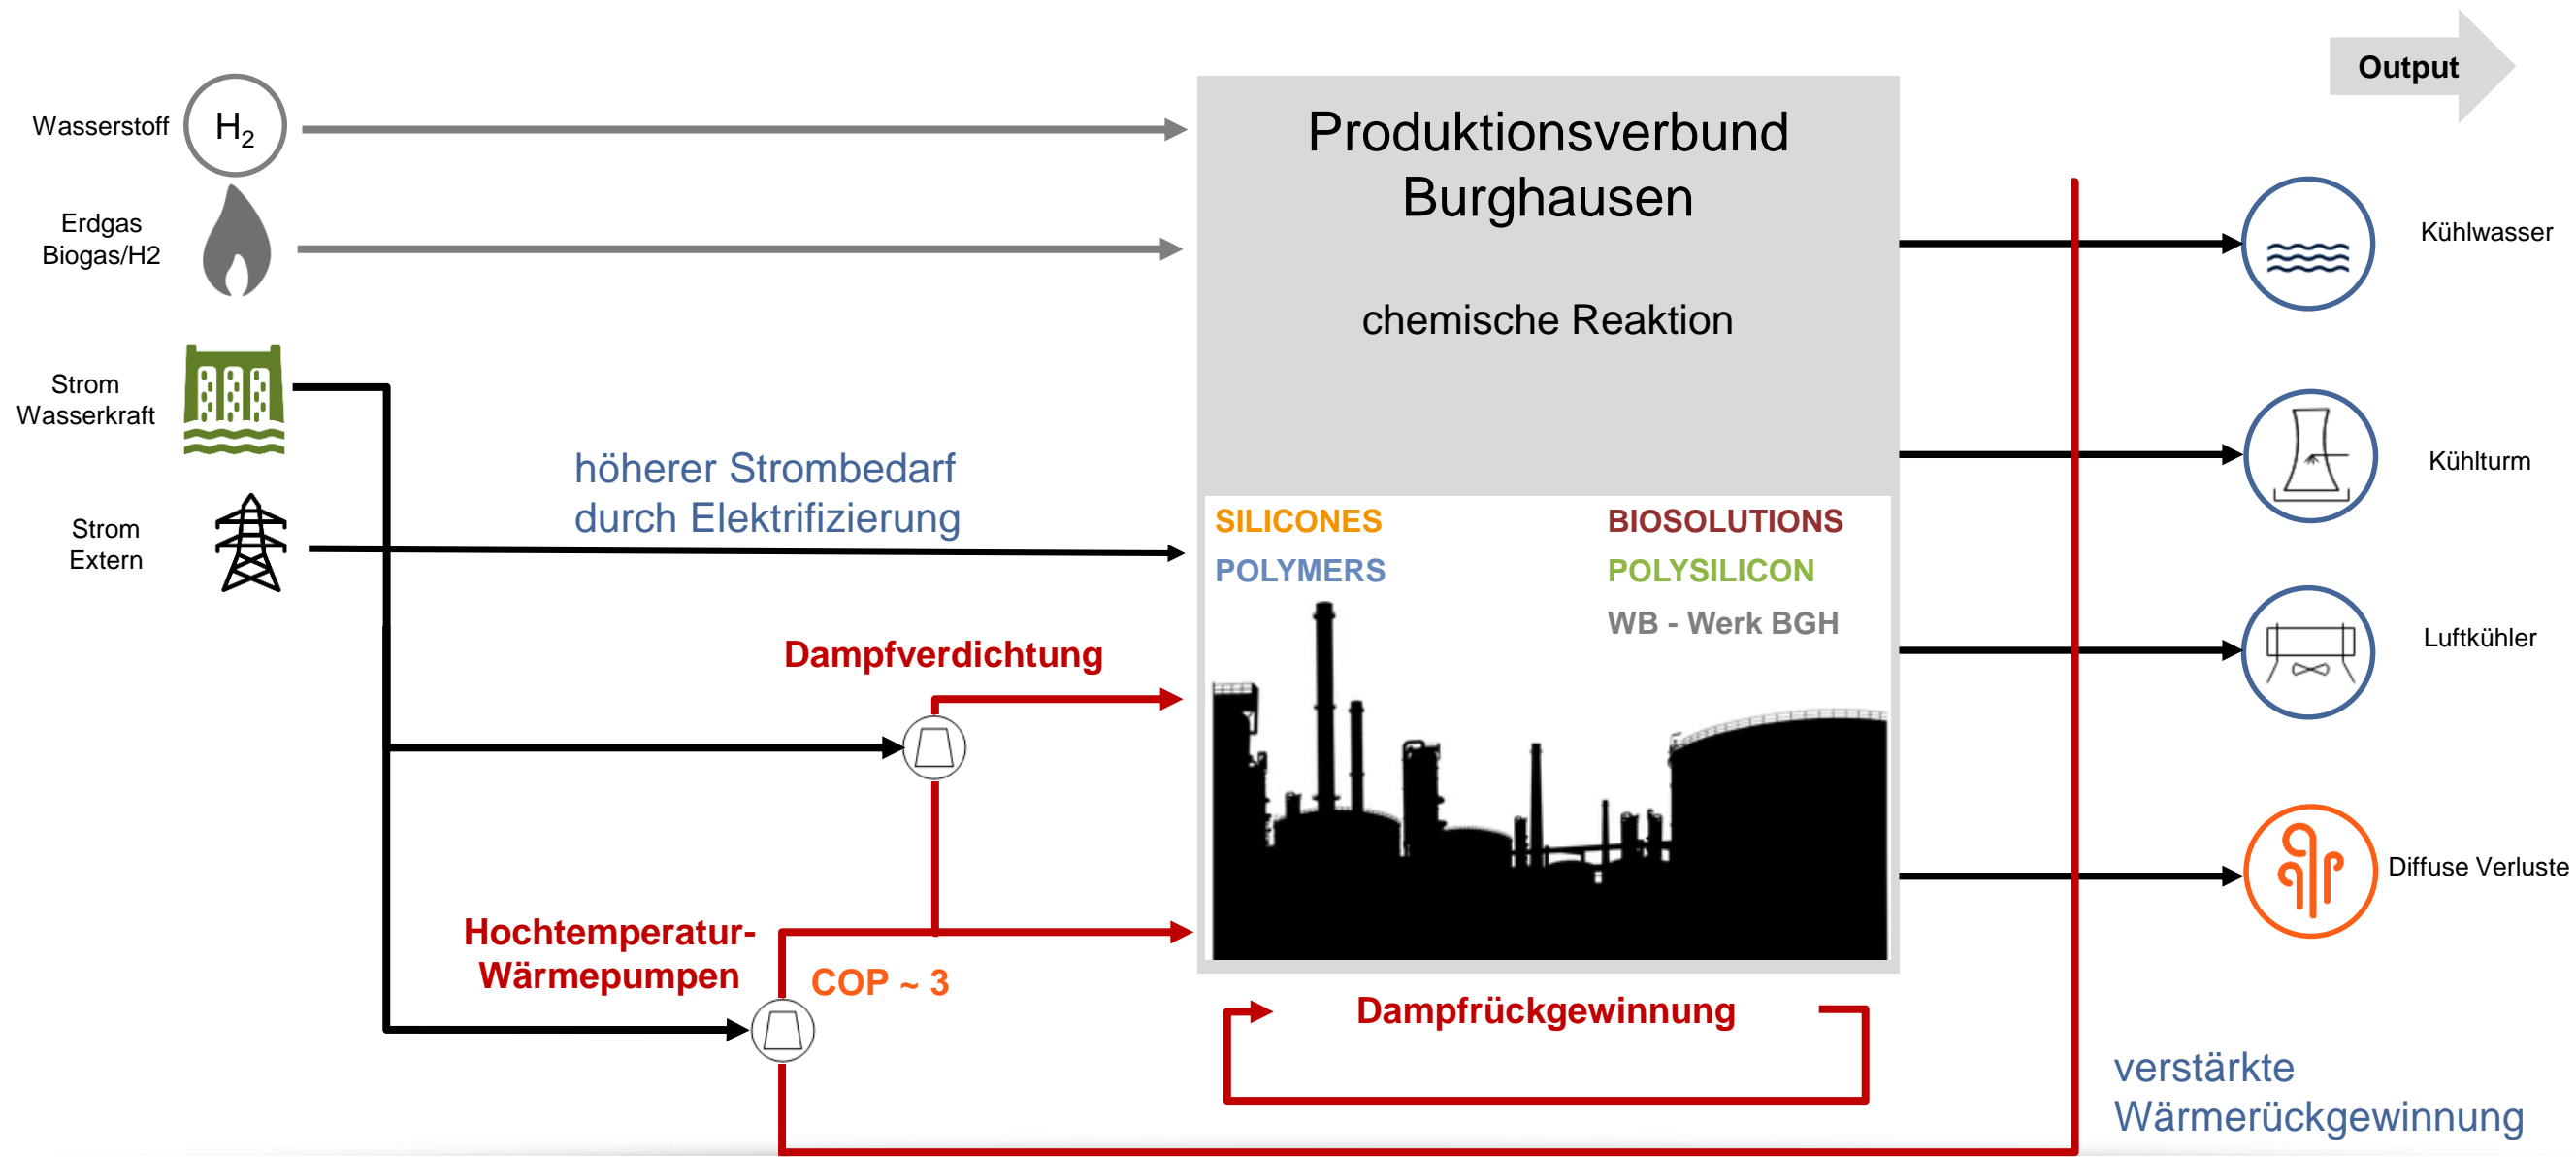 Output
Wasserstoff
H₂
Erdgas
Biogas/H2
Strom
Wasserkraft
Strom
Extern
höherer Strombedarf
durch Elektrifizierung
Dampfverdichtung
Hochtemperatur-
Wärmepumpen
COP ~ 3
Produktionsverbund
Burghausen
chemische Reaktion
SILICONES
BIOSOLUTIONS
POLYMERS
POLYSILICON
WB - Werk BGH
Dampfrückgewinnung
Kühlwasser
Kühlturm
Luftkühler
Diffuse Verluste
verstärkte
Wärmerückgewinnung